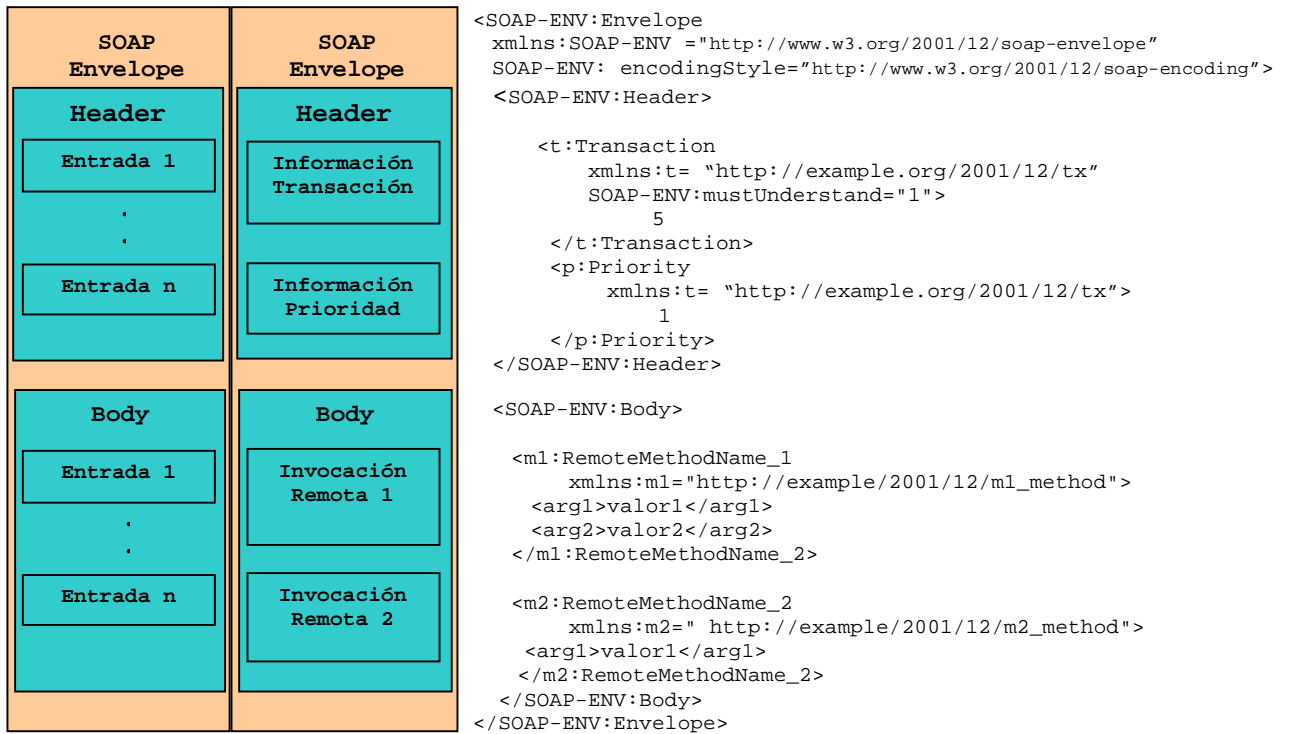 SOAP
Envelope
Header
Entrada 1
.
.
Entrada n
Body
Entrada 1
.
.
Entrada n
SOAP
Envelope
Header
Información
Transacción
Información
Prioridad
Body
Invocación
Remota 1
Invocación
Remota 2
<SOAP-ENV:Envelope
xmlns:SOAP-ENV ="http://www.w3.org/2001/12/soap-envelope”
SOAP-ENV: encodingStyle=”http://www.w3.org/2001/12/soap-encoding”>
<SOAP-ENV:Header>
<t:Transaction
xmlns:t= “http://example.org/2001/12/tx”
SOAP-ENV:mustUnderstand="1">
5
</t:Transaction>
<p:Priority
xmlns:t= “http://example.org/2001/12/tx”>
1
</p:Priority>
</SOAP-ENV:Header>
<SOAP-ENV:Body>
<m1:RemoteMethodName_1
xmlns:m1="http://example/2001/12/m1_method">
<arg1>valor1</arg1>
<arg2>valor2</arg2>
</m1:RemoteMethodName_2>
<m2:RemoteMethodName_2
xmlns:m2=" http://example/2001/12/m2_method">
<arg1>valor1</arg1>
</m2:RemoteMethodName_2>
</SOAP-ENV:Body>
</SOAP-ENV:Envelope>